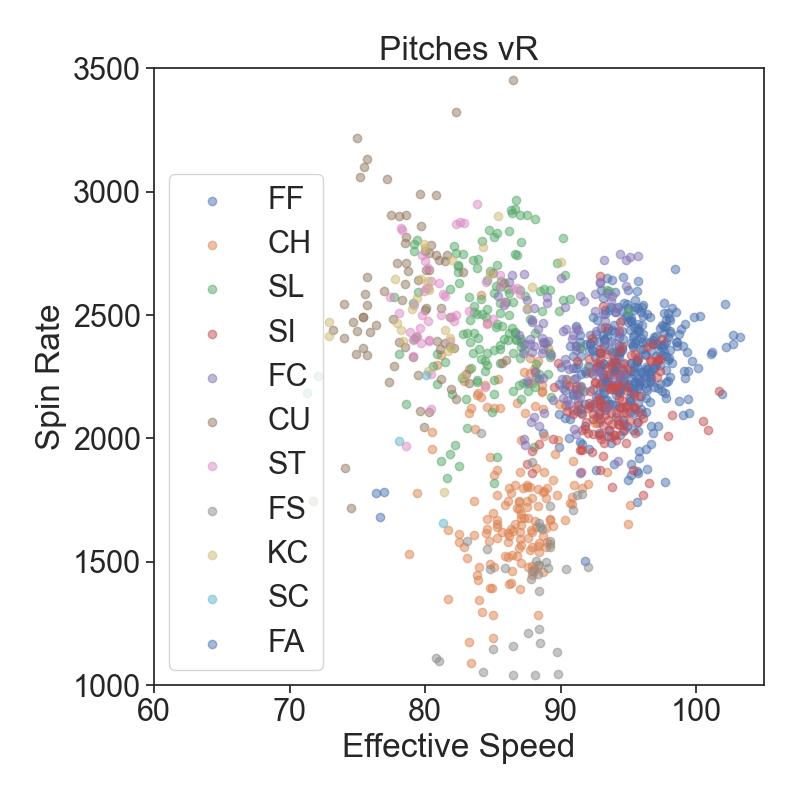 Pitches vR
3500
3000
2500
2000
1500
1000
Spin Rate
FF
CH
SL
SI
FC
CU
ST
FS
KC
SC
FA
60
70
80
90
100
Effective Speed